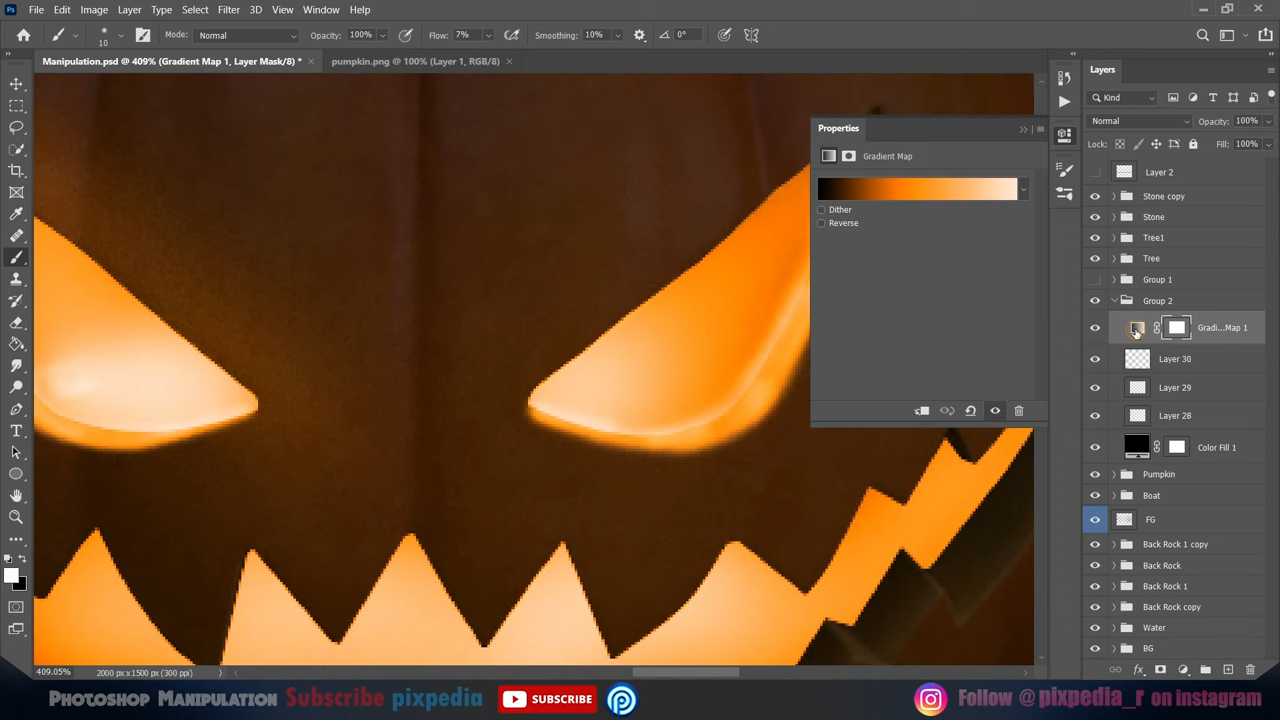 Ps File Edit Image Layer Type Select Filter 3D View Window Help
10 Mode: Normal Opacity: 100% Flow: 7% Smoothing: 10% 0°
Manipulation.psd @ 409% (Gradient Map 1, Layer Mask/8) * × pumpkin.png @ 100% (Layer 1, RGB/8) ×
Properties
Gradient Map
Dither
Reverse
Layers
Kind
Normal Opacity: 100%
Lock: Fill: 100%
Layer 2
Stone copy
Stone
Tree1
Tree
Group 1
Group 2
Gradi...Map 1
Layer 30
Layer 29
Layer 28
Color Fill 1
Pumpkin
Boat
FG
Back Rock 1 copy
Back Rock
Back Rock 1
Back Rock copy
Water
BG
409.05% 2000 px x 1500 px (300 ppi)
Photoshop Manipulation Subscribe pixpedia SUBSCRIBE Follow @pixpedia_r on instagram